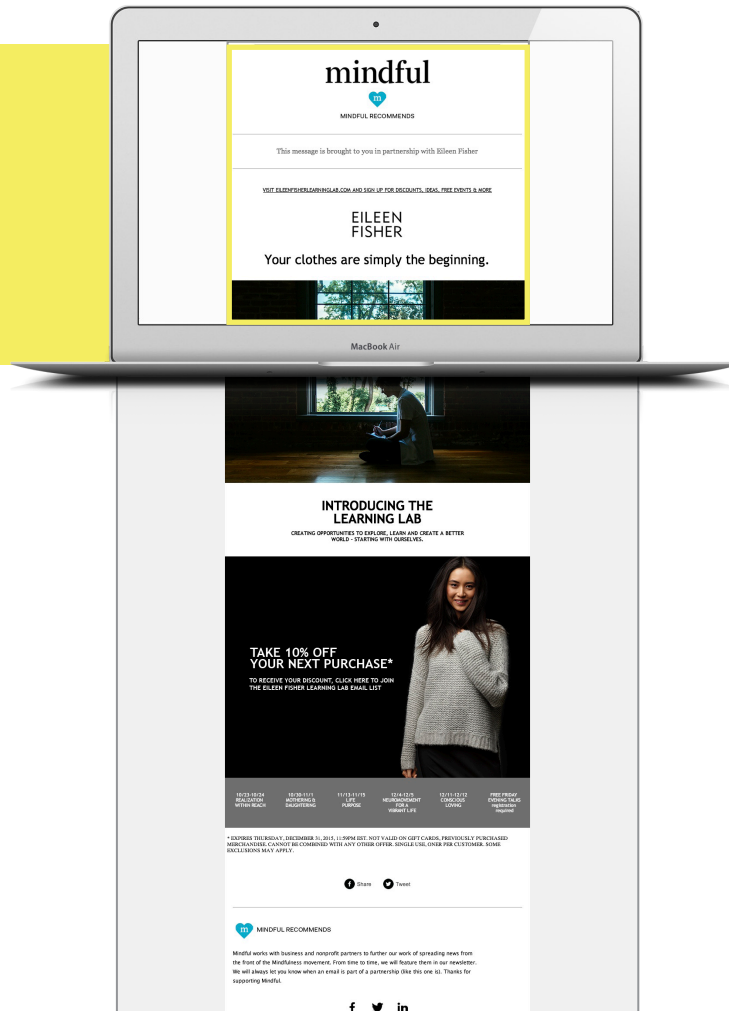 mindful
m
MINDFUL RECOMMENDS
This message is brought to you in partnership with Eileen Fisher
VISIT EILEENFISHERLEARNINGLAB.COM AND SIGN UP FOR DISCOUNTS, IDEAS, FREE EVENTS & MORE
EILEEN
FISHER
Your clothes are simply the beginning.
MacBook Air
INTRODUCING THE
LEARNING LAB
CREATING OPPORTUNITIES TO EXPLORE, LEARN AND CREATE A BETTER
WORLD - STARTING WITH OURSELVES.
TAKE 10% OFF
YOUR NEXT PURCHASE*
TO RECEIVE YOUR DISCOUNT, CLICK HERE TO JOIN
THE EILEEN FISHER LEARNING LAB EMAIL LIST
10/23-10/24
REALIZATION
WITHIN REACH
10/30-11/1
MOTHERING &
DAUGHTERING
11/13-11/15
LIFE
PURPOSE
12/4-12/5
NEUROMOVEMENT
FOR A
VIBRANT LIFE
12/11-12/12
CONSCIOUS
LOVING
FREE FRIDAY
EVENING TALKS
registration
required
* EXPIRES THURSDAY, DECEMBER 31, 2015, 11:59PM EST. NOT VALID ON GIFT CARDS, PREVIOUSLY PURCHASED
MERCHANDISE. CANNOT BE COMBINED WITH ANY OTHER OFFER. SINGLE USE, ONER PER CUSTOMER. SOME
EXCLUSIONS MAY APPLY.
Share Tweet
m MINDFUL RECOMMENDS
Mindful works with business and nonprofit partners to further our work of spreading news from
the front of the Mindfulness movement. From time to time, we will feature them in our newsletter.
We will always let you know when an email is part of a partnership (like this one is). Thanks for
supporting Mindful.